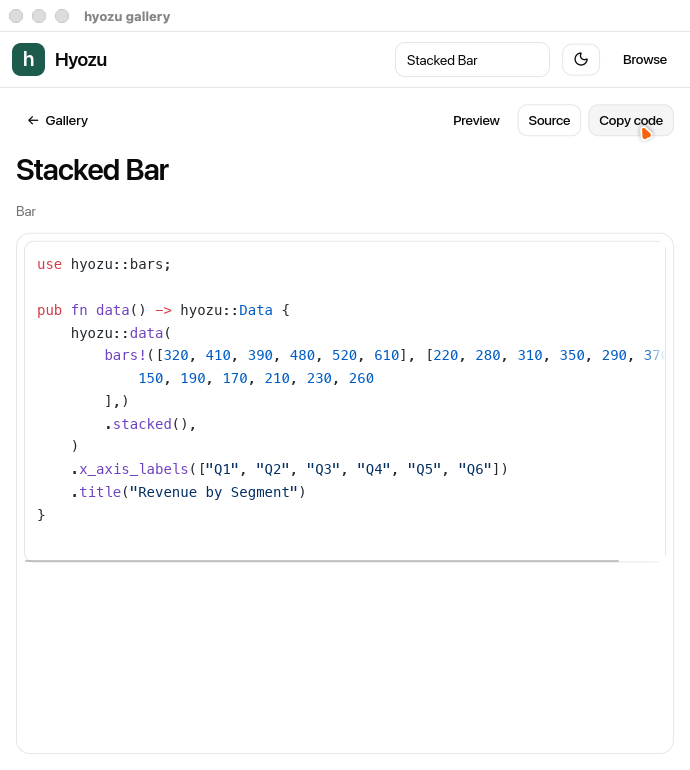 hyozu gallery
h Hyozu Stacked Bar Browse
← Gallery Preview Source Copy code
Stacked Bar
Bar
use hyozu::bars;
pub fn data() -> hyozu::Data {
    hyozu::data(
        bars!([320, 410, 390, 480, 520, 610], [220, 280, 310, 350, 290,
            150, 190, 170, 210, 230, 260
        ],)
        .stacked(),
    )
    .x_axis_labels(["Q1", "Q2", "Q3", "Q4", "Q5", "Q6"])
    .title("Revenue by Segment")
}